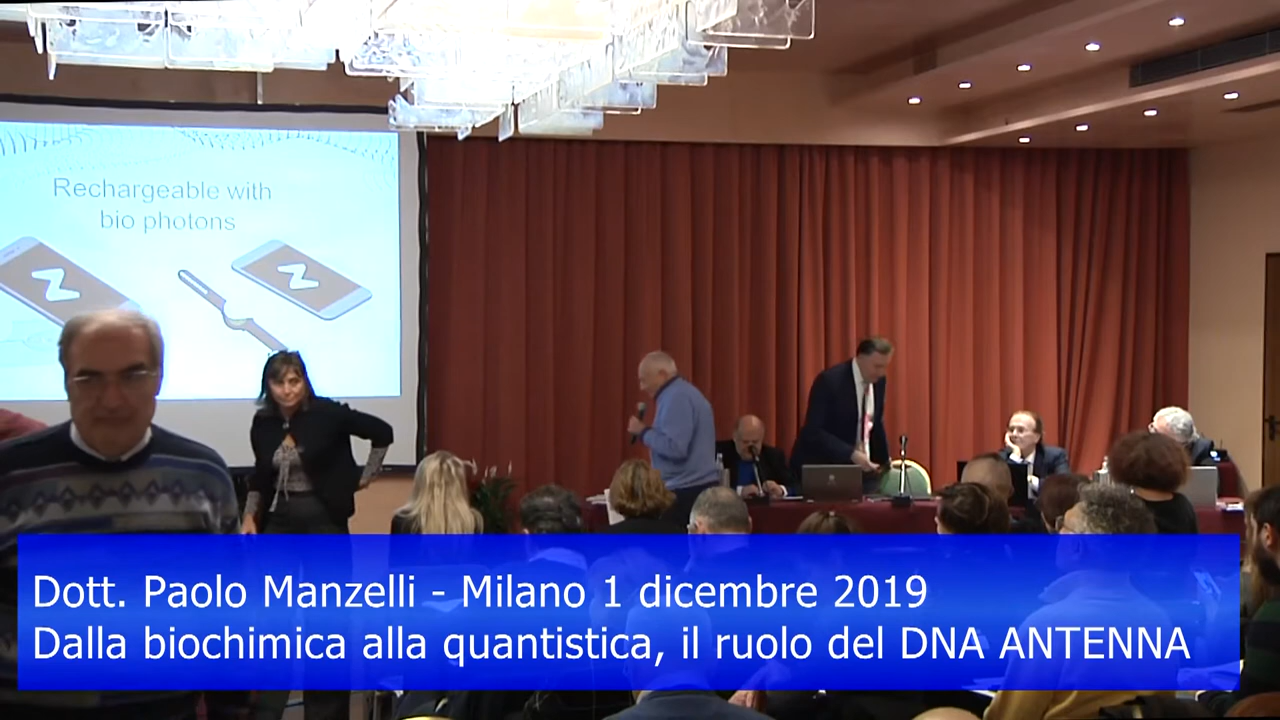 Rechargeable with
bio photons
Dott. Paolo Manzelli - Milano 1 dicembre 2019
Dalla biochimica alla quantistica, il ruolo del DNA ANTENNA